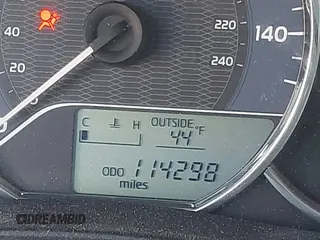 40
220
140
20
240
C H OUTSIDE
44°F
ODO 114298
miles
DREAMBID